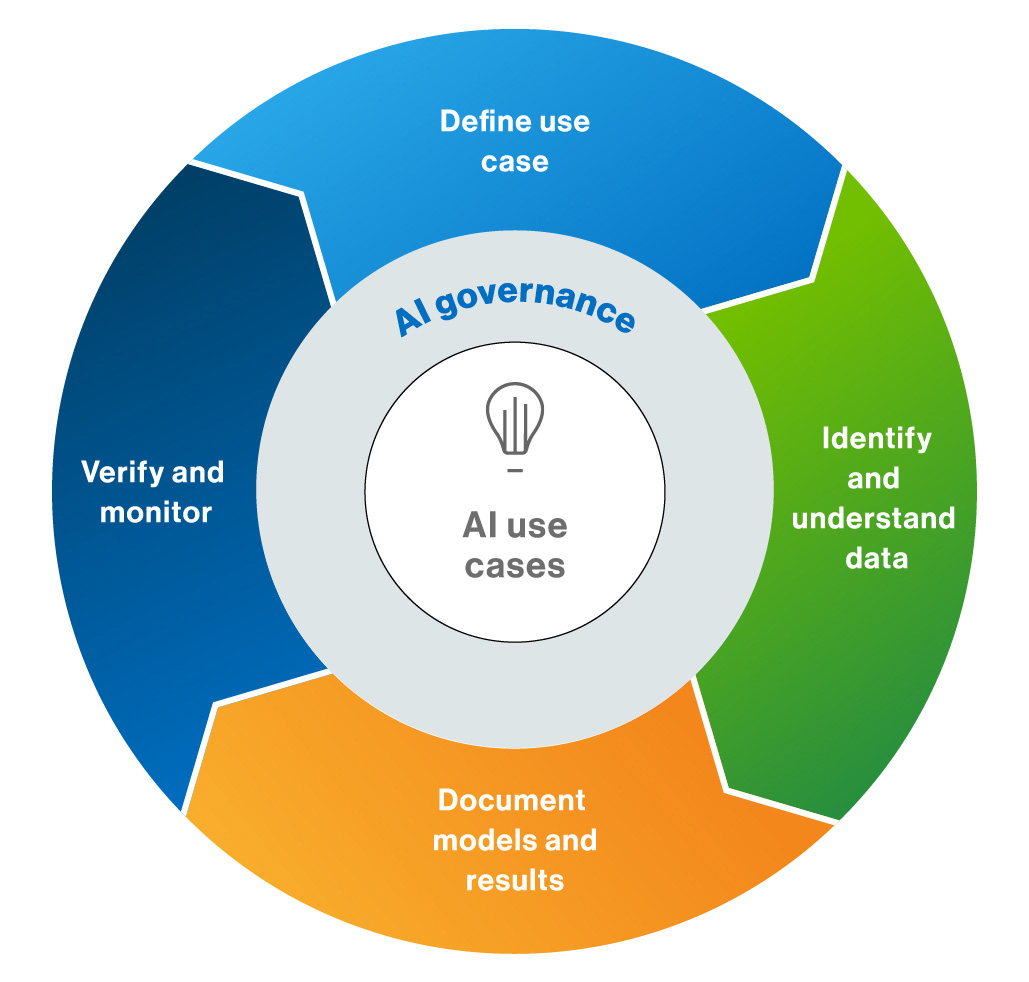 Define use
case
AI governance
Identify
and
understand
data
AI use
cases
Verify and
monitor
Document
models and
results